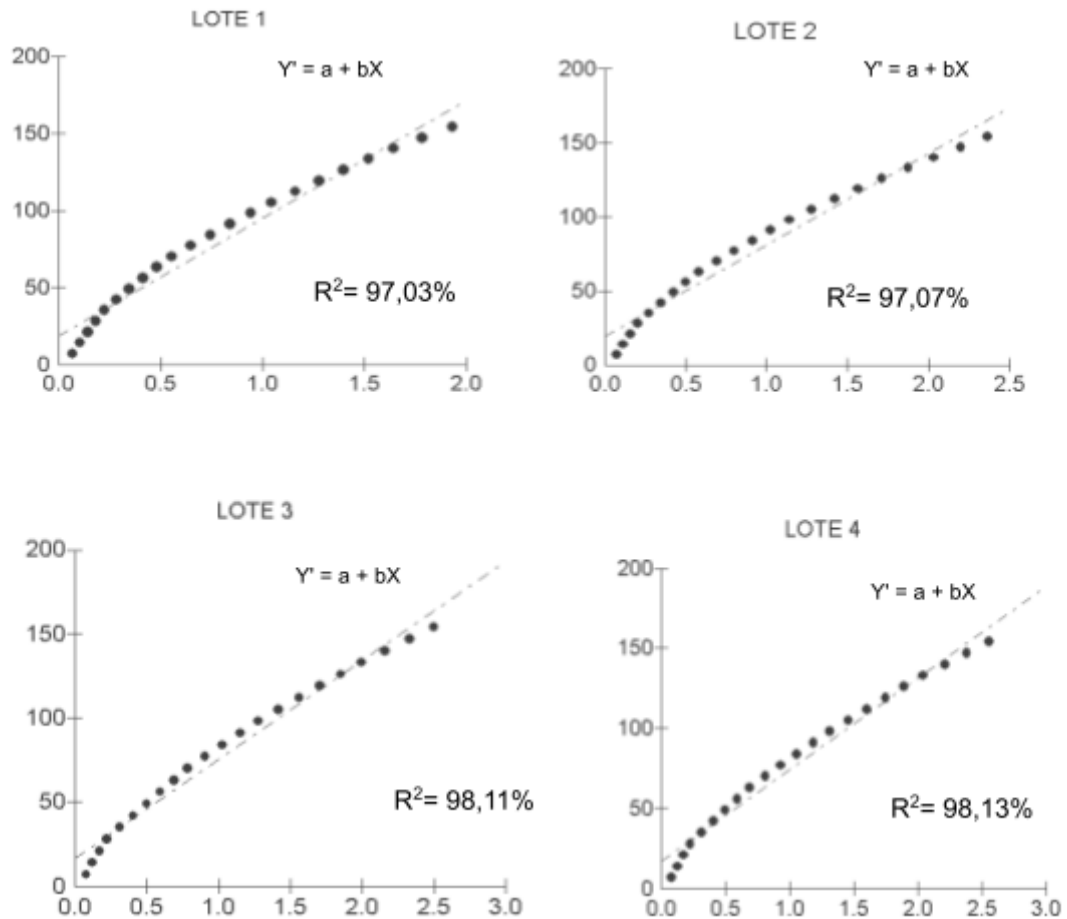 LOTE 1
200
Y' = a + bX
150
100
50
R²= 97,03%
0
0.0 0.5 1.0 1.5 2.0
LOTE 2
200
Y' = a + bX
150
100
50
R²= 97,07%
0
0.0 0.5 1.0 1.5 2.0 2.5
LOTE 3
200
Y' = a + bX
150
100
50
R²= 98,11%
0
0.0 0.5 1.0 1.5 2.0 2.5 3.0
LOTE 4
200
Y' = a + bX
150
100
50
R²= 98,13%
0
0.0 0.5 1.0 1.5 2.0 2.5 3.0